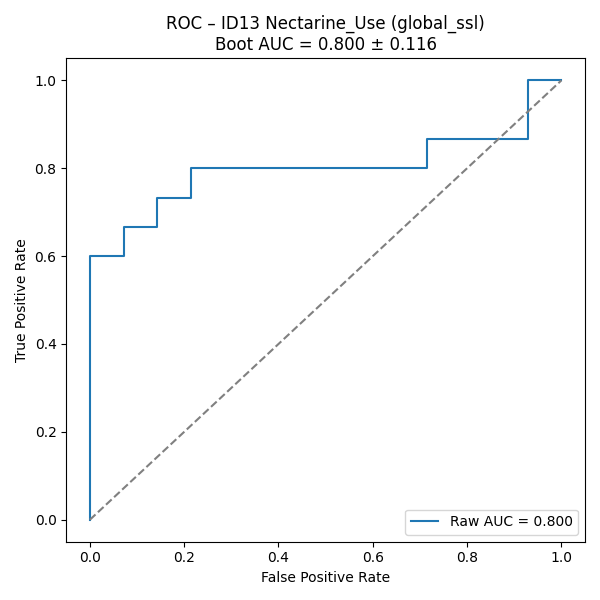 ROC – ID13 Nectarine_Use (global_ssl)
Boot AUC = 0.800 ± 0.116
1.0
0.8
0.6
0.4
0.2
0.0
True Positive Rate
Raw AUC = 0.800
0.0 0.2 0.4 0.6 0.8 1.0
False Positive Rate